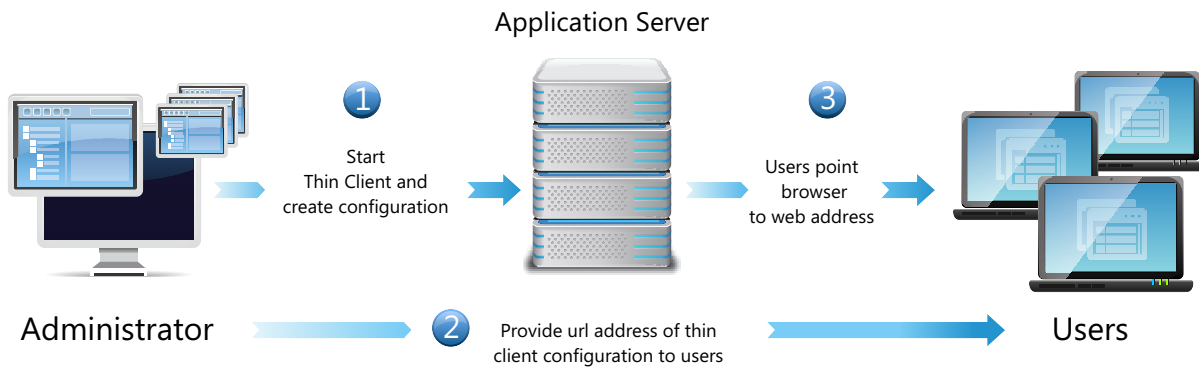 Application Server
1
Start
Thin Client and
create configuration
3
Users point
browser
to web address
Administrator
2
Provide url address of thin
client configuration to users
Users